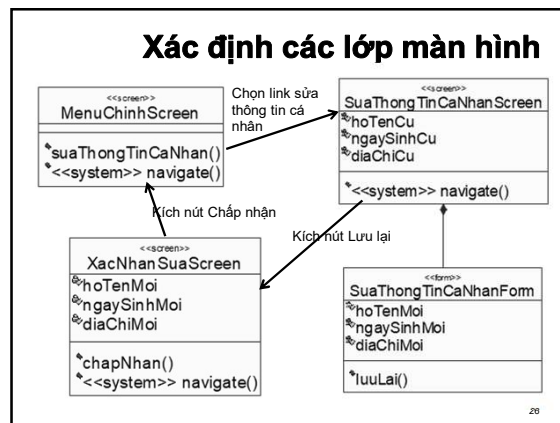 Xác định các lớp màn hình
<<screen>>
MenuChinhScreen
suaThongTinCaNhan()
<<system>> navigate()
Chọn link sửa
thông tin cá
nhân
<<screen>>
SuaThongTinCaNhanScreen
hoTenCu
ngaySinhCu
diaChiCu
<<system>> navigate()
Kích nút Chấp nhận
Kích nút Lưu lại
<<screen>>
XacNhanSuaScreen
hoTenMoi
ngaySinhMoi
diaChiMoi
chapNhan()
<<system>> navigate()
<<form>>
SuaThongTinCaNhanForm
hoTenMoi
ngaySinhMoi
diaChiMoi
luuLai()
26